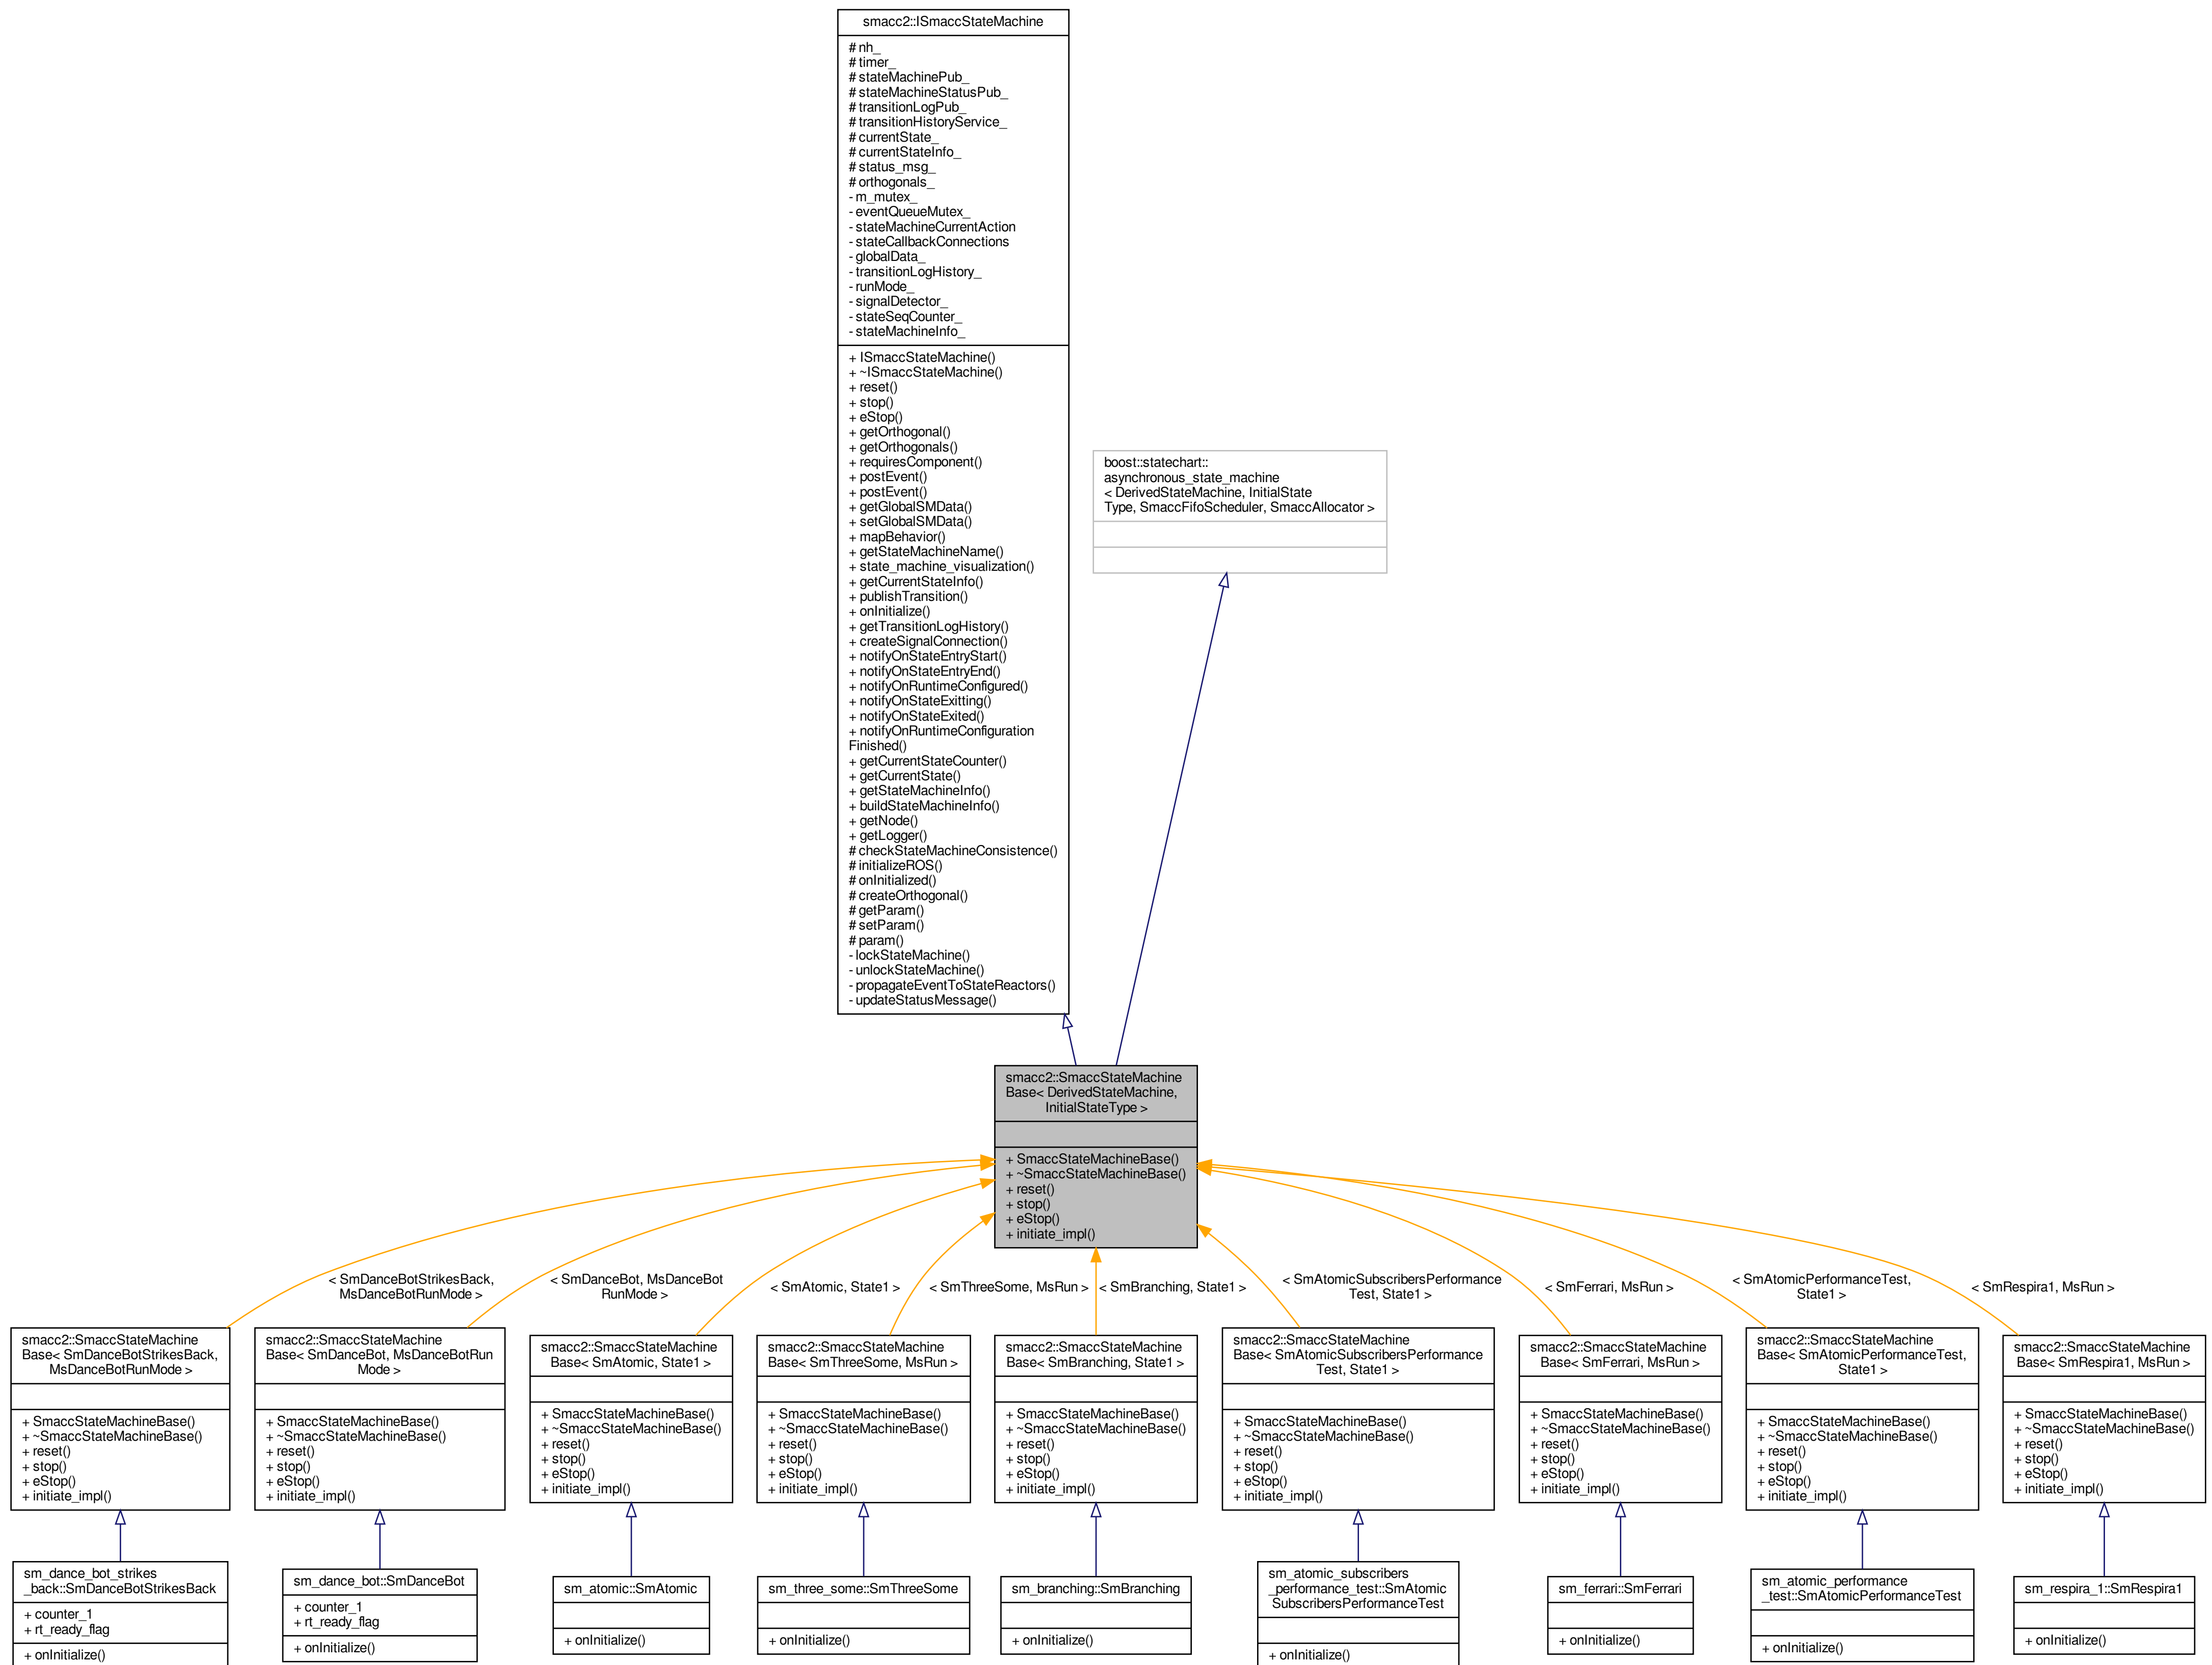 smacc2::ISmaccStateMachine
# nh_
# timer_
# stateMachinePub_
# stateMachineStatusPub_
# transitionLogPub_
# transitionHistoryService_
# currentState_
# currentStateInfo_
# status_msg_
# orthogonals_
- m_mutex_
- eventQueueMutex_
- stateMachineCurrentAction
- stateCallbackConnections
- globalData_
- transitionLogHistory_
- runMode_
- signalDetector_
- stateSeqCounter_
- stateMachineInfo_
+ ISmaccStateMachine()
+ ~ISmaccStateMachine()
+ reset()
+ stop()
+ eStop()
+ getOrthogonal()
+ getOrthogonals()
+ requiresComponent()
+ postEvent()
+ postEvent()
+ getGlobalSMData()
+ setGlobalSMData()
+ mapBehavior()
+ getStateMachineName()
+ state_machine_visualization()
+ getCurrentStateInfo()
+ publishTransition()
+ onInitialize()
+ getTransitionLogHistory()
+ createSignalConnection()
+ notifyOnStateEntryStart()
+ notifyOnStateEntryEnd()
+ notifyOnRuntimeConfigured()
+ notifyOnStateExitting()
+ notifyOnStateExited()
+ notifyOnRuntimeConfiguration
Finished()
+ getCurrentStateCounter()
+ getCurrentState()
+ getStateMachineInfo()
+ buildStateMachineInfo()
+ getNode()
+ getLogger()
# checkStateMachineConsistence()
# initializeROS()
# onInitialized()
# createOrthogonal()
# getParam()
# setParam()
# param()
- lockStateMachine()
- unlockStateMachine()
- propagateEventToStateReactors()
- updateStatusMessage()
boost::statechart::
asynchronous_state_machine
< DerivedStateMachine, InitialState
Type, SmaccFifoScheduler, SmaccAllocator >
smacc2::SmaccStateMachine
Base< DerivedStateMachine,
InitialStateType >
+ SmaccStateMachineBase()
+ ~SmaccStateMachineBase()
+ reset()
+ stop()
+ eStop()
+ initiate_impl()
< SmDanceBotStrikesBack,
MsDanceBotRunMode >
< SmDanceBot, MsDanceBot
RunMode >
< SmAtomic, State1 >
< SmThreeSome, MsRun >
< SmBranching, State1 >
< SmAtomicSubscribersPerformance
Test, State1 >
< SmFerrari, MsRun >
< SmAtomicPerformanceTest,
State1 >
< SmRespira1, MsRun >
smacc2::SmaccStateMachine
Base< SmDanceBotStrikesBack,
MsDanceBotRunMode >
+ SmaccStateMachineBase()
+ ~SmaccStateMachineBase()
+ reset()
+ stop()
+ eStop()
+ initiate_impl()
smacc2::SmaccStateMachine
Base< SmDanceBot, MsDanceBotRun
Mode >
+ SmaccStateMachineBase()
+ ~SmaccStateMachineBase()
+ reset()
+ stop()
+ eStop()
+ initiate_impl()
smacc2::SmaccStateMachine
Base< SmAtomic, State1 >
+ SmaccStateMachineBase()
+ ~SmaccStateMachineBase()
+ reset()
+ stop()
+ eStop()
+ initiate_impl()
smacc2::SmaccStateMachine
Base< SmThreeSome, MsRun >
+ SmaccStateMachineBase()
+ ~SmaccStateMachineBase()
+ reset()
+ stop()
+ eStop()
+ initiate_impl()
smacc2::SmaccStateMachine
Base< SmBranching, State1 >
+ SmaccStateMachineBase()
+ ~SmaccStateMachineBase()
+ reset()
+ stop()
+ eStop()
+ initiate_impl()
smacc2::SmaccStateMachine
Base< SmAtomicSubscribersPerformance
Test, State1 >
+ SmaccStateMachineBase()
+ ~SmaccStateMachineBase()
+ reset()
+ stop()
+ eStop()
+ initiate_impl()
smacc2::SmaccStateMachine
Base< SmFerrari, MsRun >
+ SmaccStateMachineBase()
+ ~SmaccStateMachineBase()
+ reset()
+ stop()
+ eStop()
+ initiate_impl()
smacc2::SmaccStateMachine
Base< SmAtomicPerformanceTest,
State1 >
+ SmaccStateMachineBase()
+ ~SmaccStateMachineBase()
+ reset()
+ stop()
+ eStop()
+ initiate_impl()
smacc2::SmaccStateMachine
Base< SmRespira1, MsRun >
+ SmaccStateMachineBase()
+ ~SmaccStateMachineBase()
+ reset()
+ stop()
+ eStop()
+ initiate_impl()
sm_dance_bot_strikes
_back::SmDanceBotStrikesBack
+ counter_1
+ rt_ready_flag
+ onInitialize()
sm_dance_bot::SmDanceBot
+ counter_1
+ rt_ready_flag
+ onInitialize()
sm_atomic::SmAtomic
+ onInitialize()
sm_three_some::SmThreeSome
+ onInitialize()
sm_branching::SmBranching
+ onInitialize()
sm_atomic_subscribers
_performance_test::SmAtomic
SubscribersPerformanceTest
+ onInitialize()
sm_ferrari::SmFerrari
+ onInitialize()
sm_atomic_performance
_test::SmAtomicPerformanceTest
+ onInitialize()
sm_respira_1::SmRespira1
+ onInitialize()